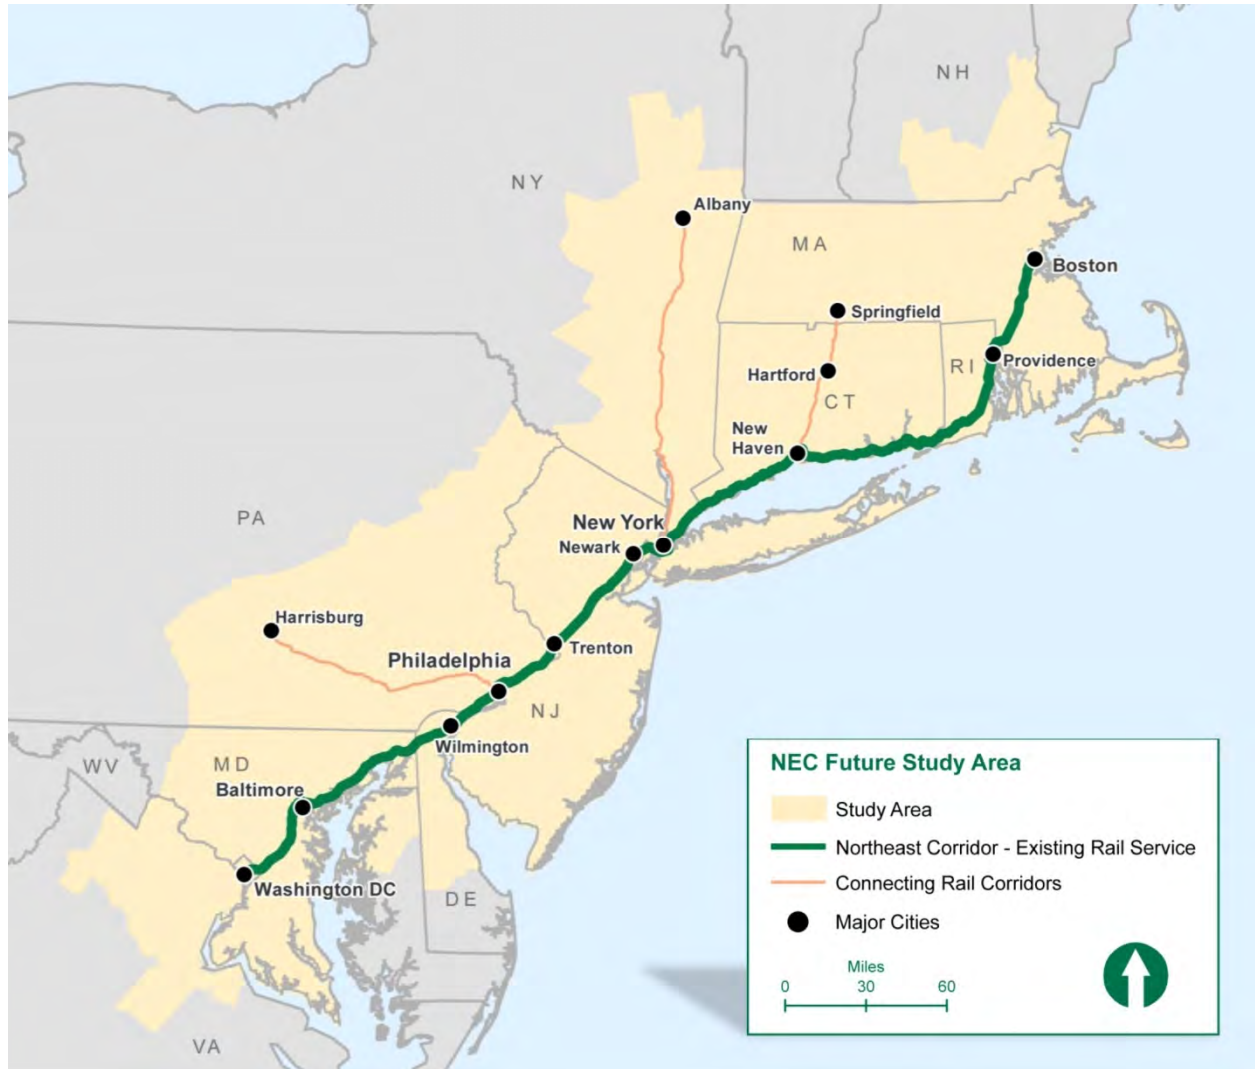 NH
NY
Albany
MA
Boston
Springfield
RI
Providence
Hartford
CT
New
Haven
PA
New York
Newark
Harrisburg
Trenton
Philadelphia
NJ
Wilmington
WV
MD
Baltimore
Washington DC
DE
VA
NEC Future Study Area
Study Area
Northeast Corridor - Existing Rail Service
Connecting Rail Corridors
Major Cities
Miles
0 30 60